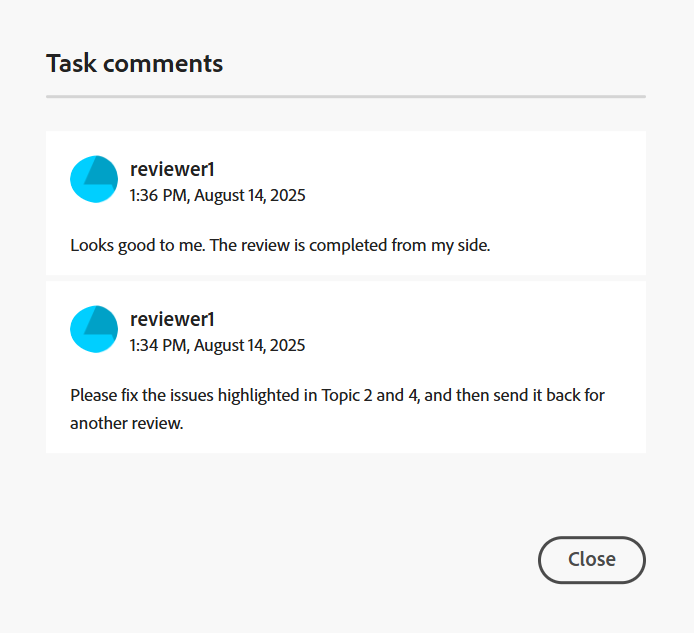 Task comments
reviewer1
1:36 PM, August 14, 2025
Looks good to me. The review is completed from my side.
reviewer1
1:34 PM, August 14, 2025
Please fix the issues highlighted in Topic 2 and 4, and then send it back for
another review.
Close